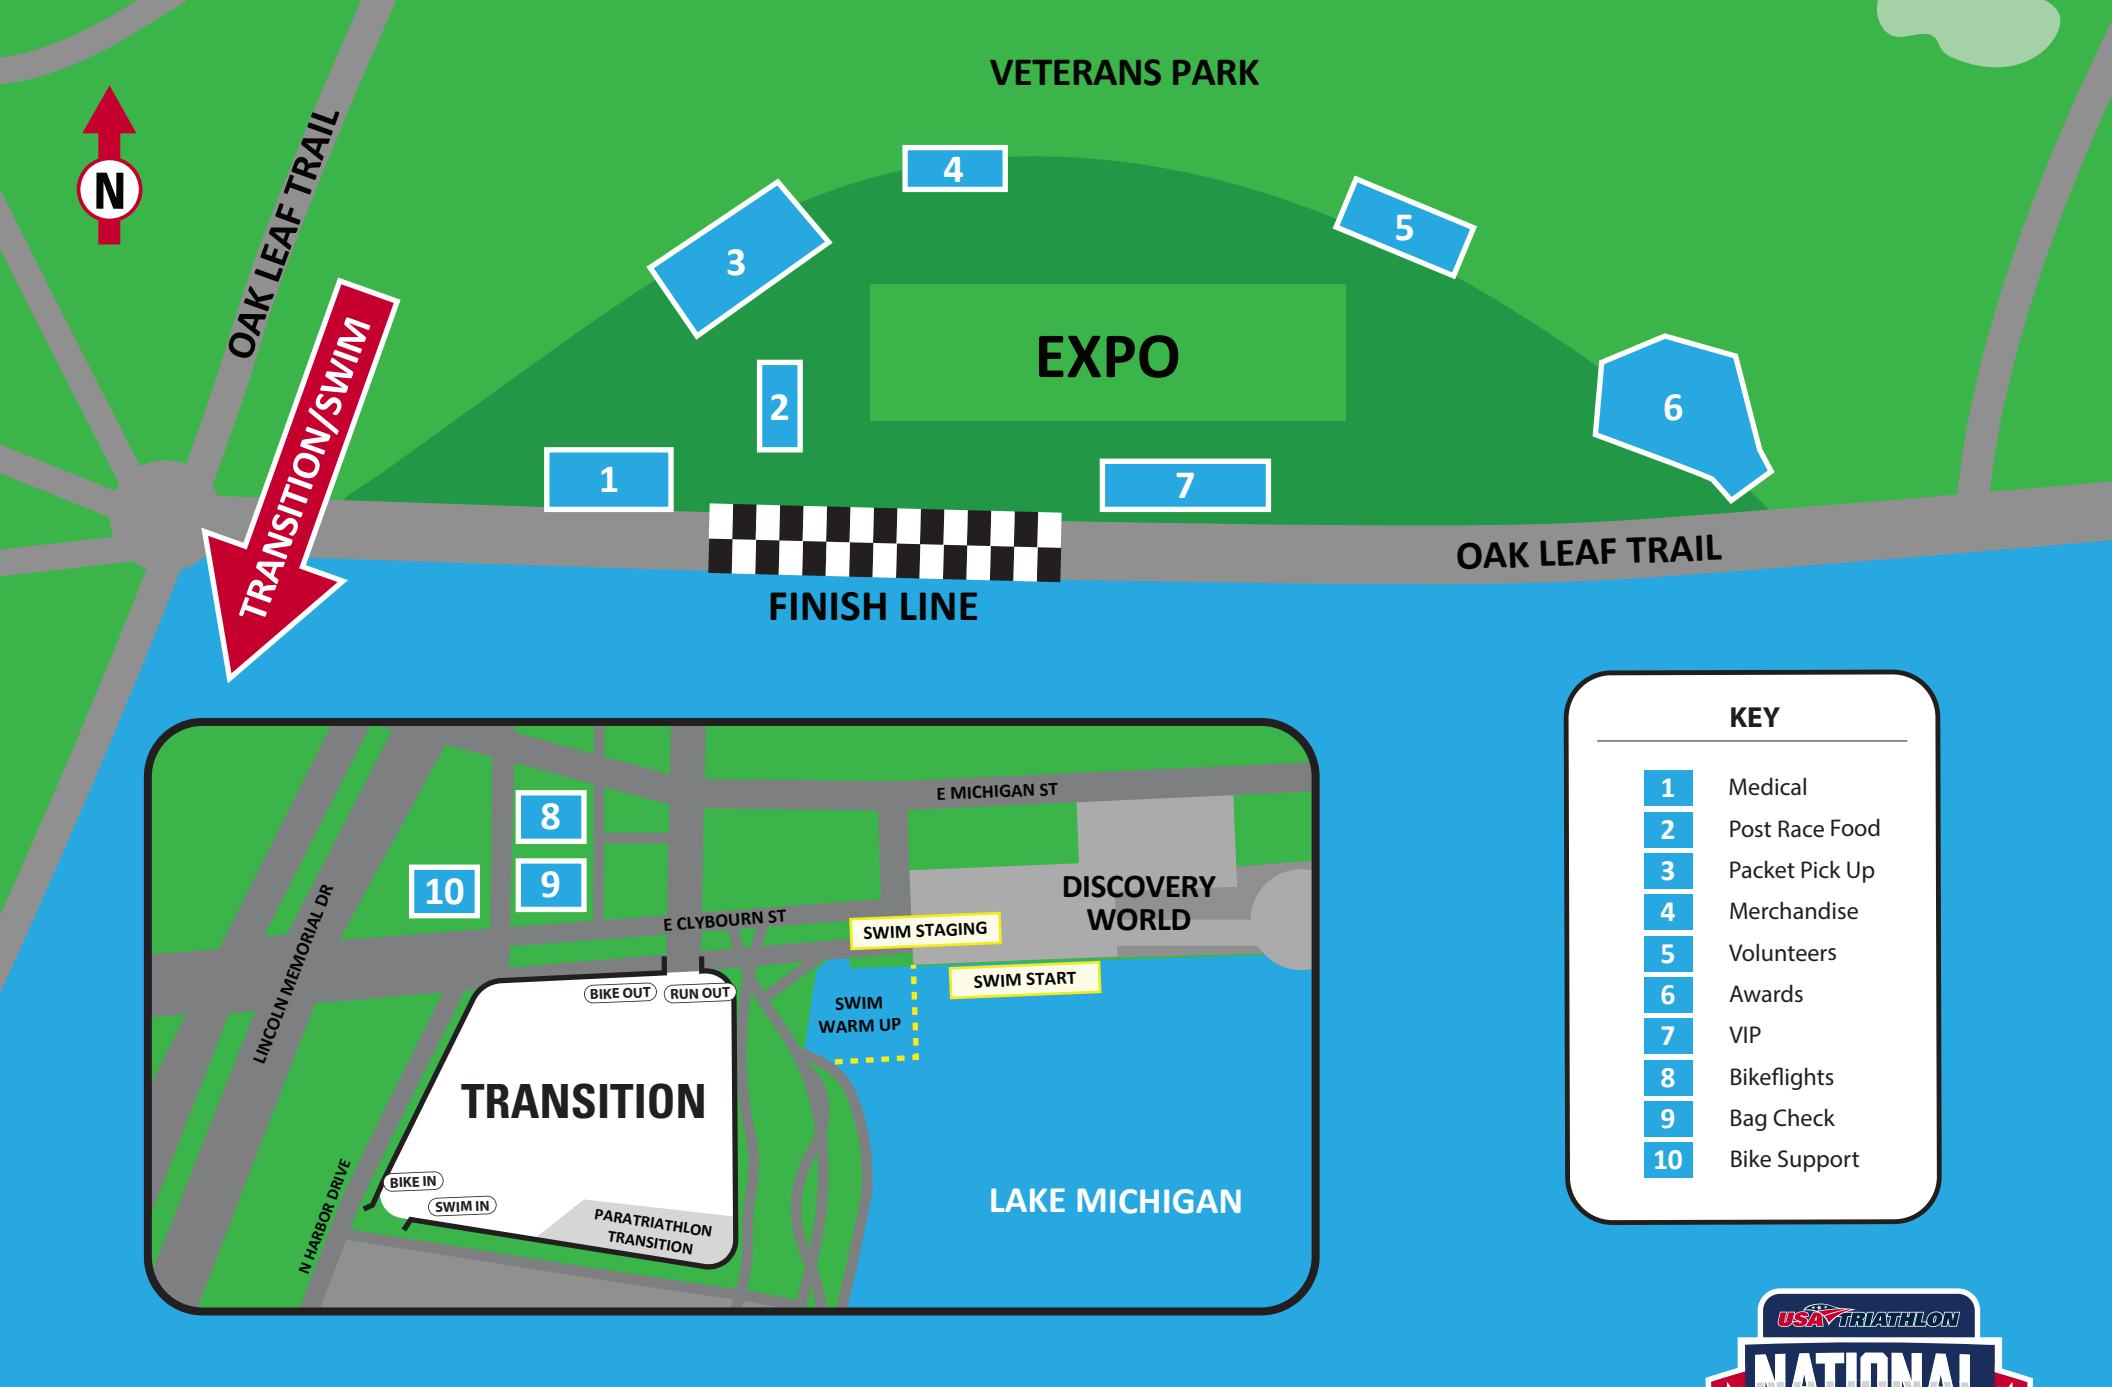 VETERANS PARK
N
OAK LEAF TRAIL
TRANSITION/SWIM
4
3
5
EXPO
2
6
1
7
OAK LEAF TRAIL
FINISH LINE
KEY
1 Medical
2 Post Race Food
3 Packet Pick Up
4 Merchandise
5 Volunteers
6 Awards
7 VIP
8 Bikeflights
9 Bag Check
10 Bike Support
E MICHIGAN ST
8
9
10
DISCOVERY
WORLD
LINCOLN MEMORIAL DR
E CLYBOURN ST
SWIM STAGING
SWIM START
BIKE OUT
RUN OUT
SWIM
WARM UP
TRANSITION
BIKE IN
SWIM IN
N HARBOR DRIVE
PARATRIATHLON
TRANSITION
LAKE MICHIGAN
USA TRIATHLON
NATIONAL